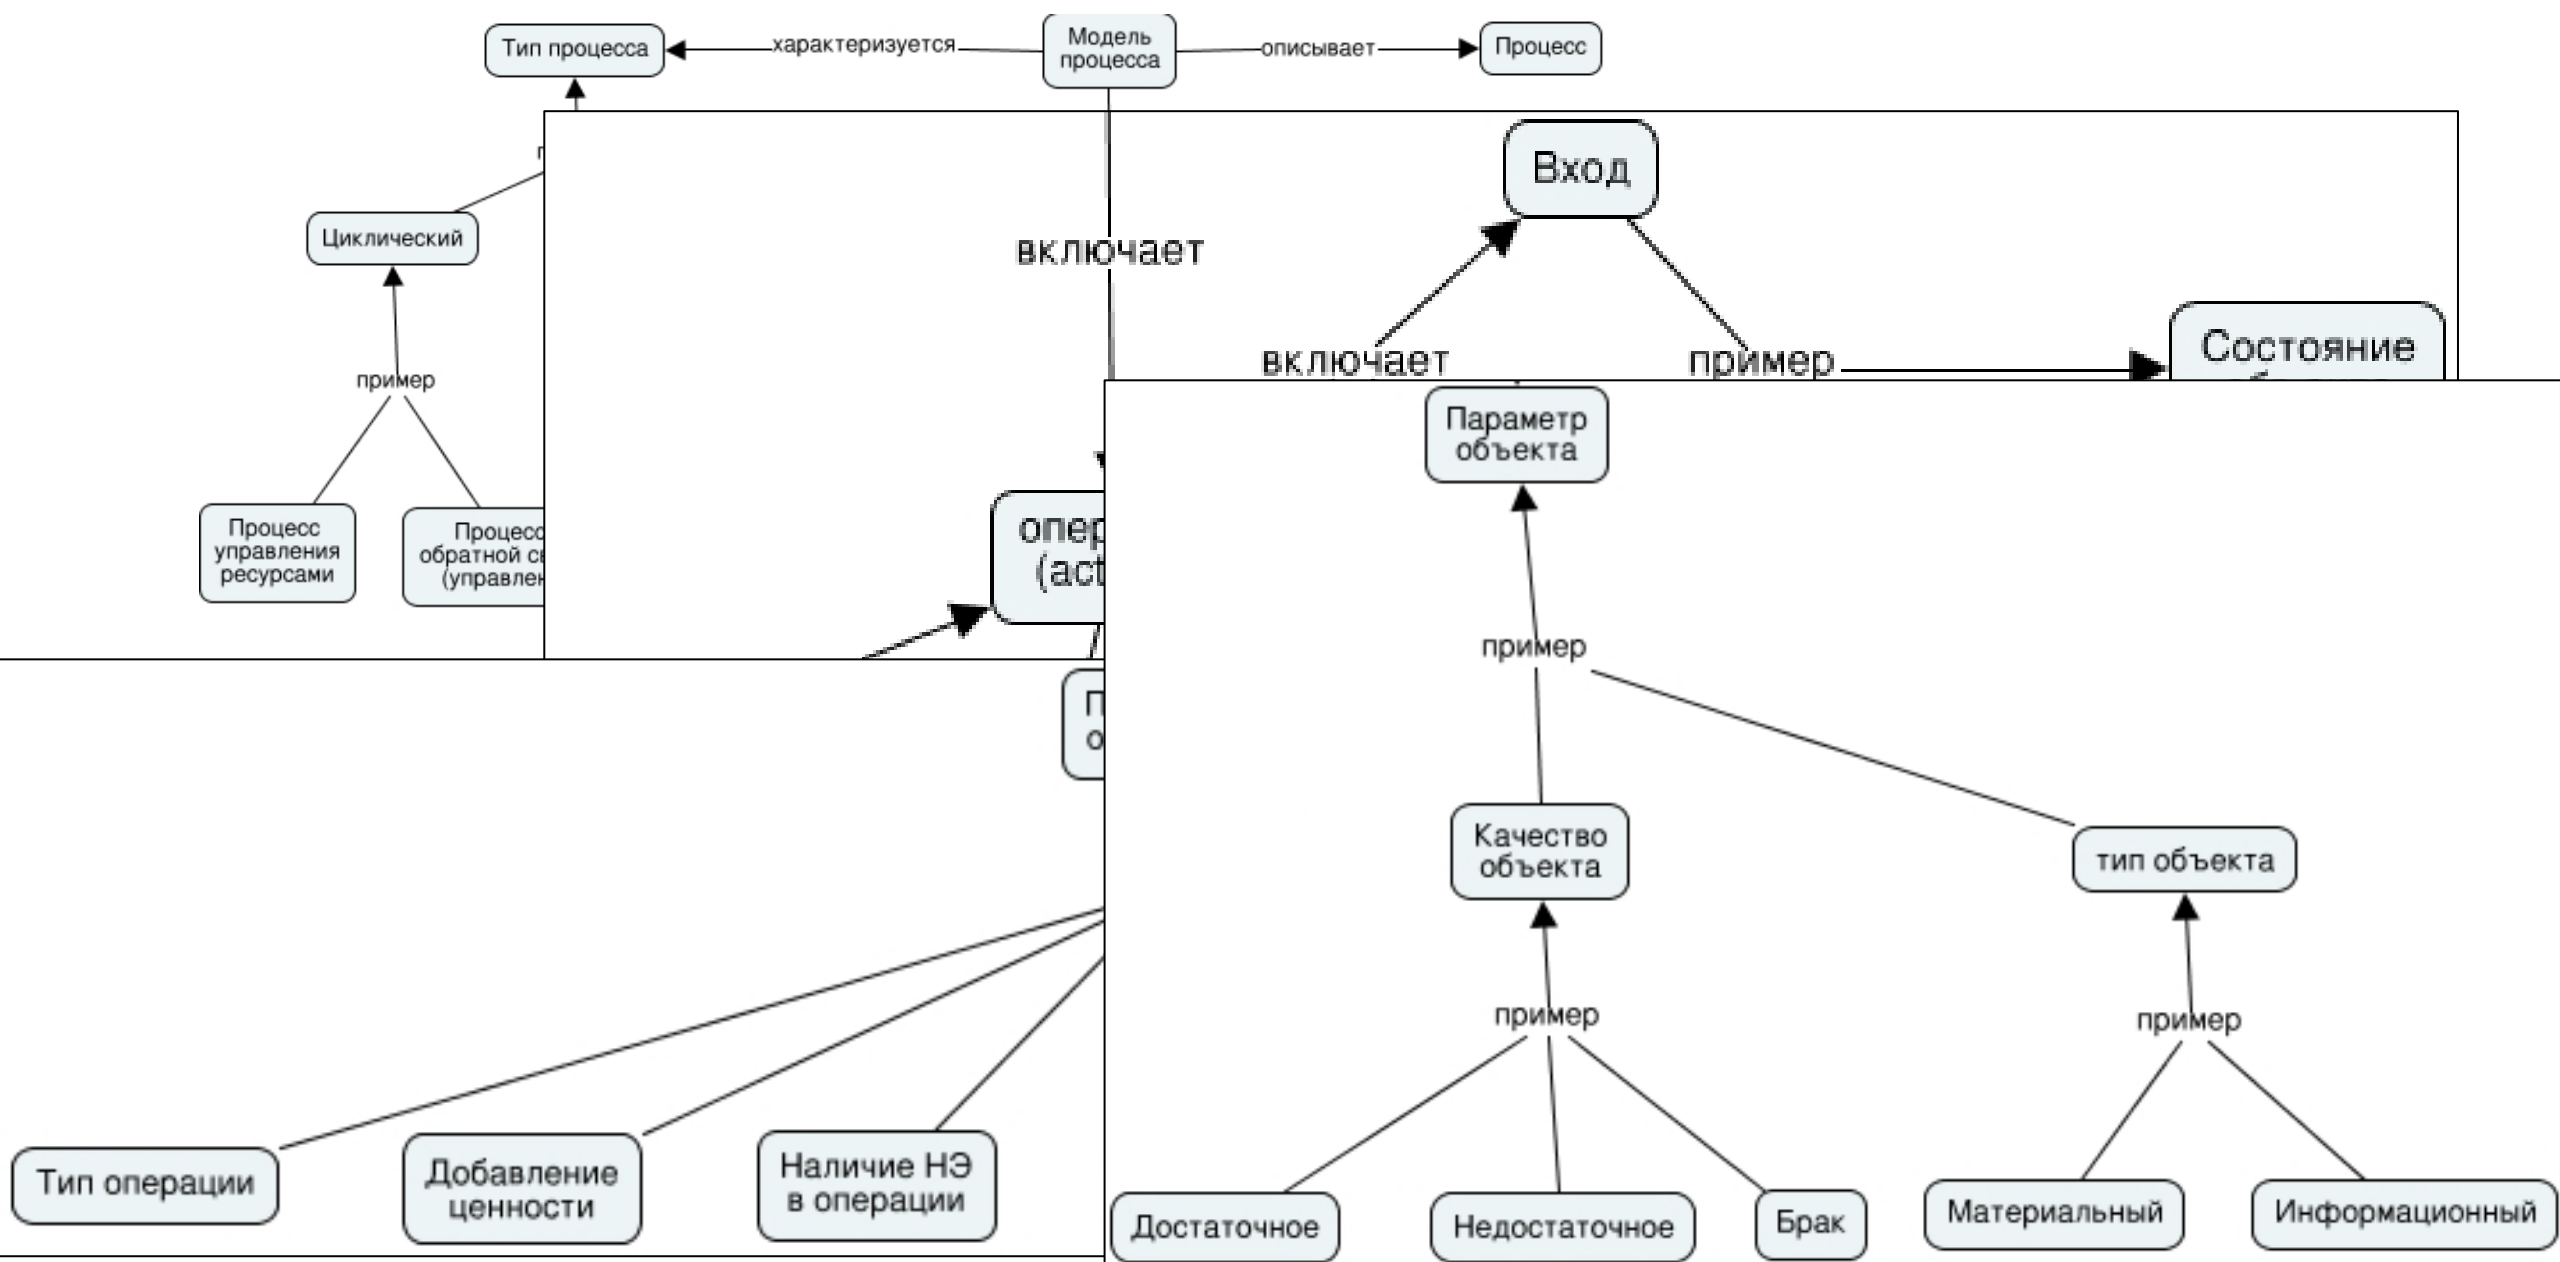 Тип процесса
характеризуется
Модель
процесса
описывает
Процесс
Циклический
пример
Процесс
управления
ресурсами
Процесс
обратной
Вход
включает
включает
пример
Состояние
Параметр
объекта
пример
Качество
объекта
тип объекта
пример
пример
Достаточное
Недостаточное
Брак
Материальный
Информационный
Тип операции
Добавление
ценности
Наличие НЭ
в операции